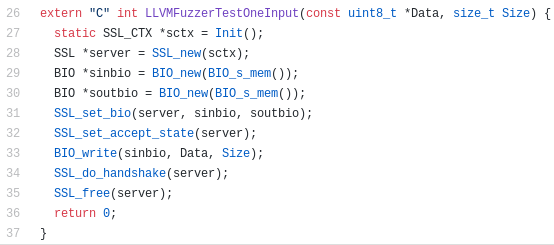 26 extern "C" int LLVMFuzzerTestOneInput(const uint8_t *Data, size_t Size) {
27   static SSL_CTX *sctx = Init();
28   SSL *server = SSL_new(sctx);
29   BIO *sinbio = BIO_new(BIO_s_mem());
30   BIO *soutbio = BIO_new(BIO_s_mem());
31   SSL_set_bio(server, sinbio, soutbio);
32   SSL_set_accept_state(server);
33   BIO_write(sinbio, Data, Size);
34   SSL_do_handshake(server);
35   SSL_free(server);
36   return 0;
37 }